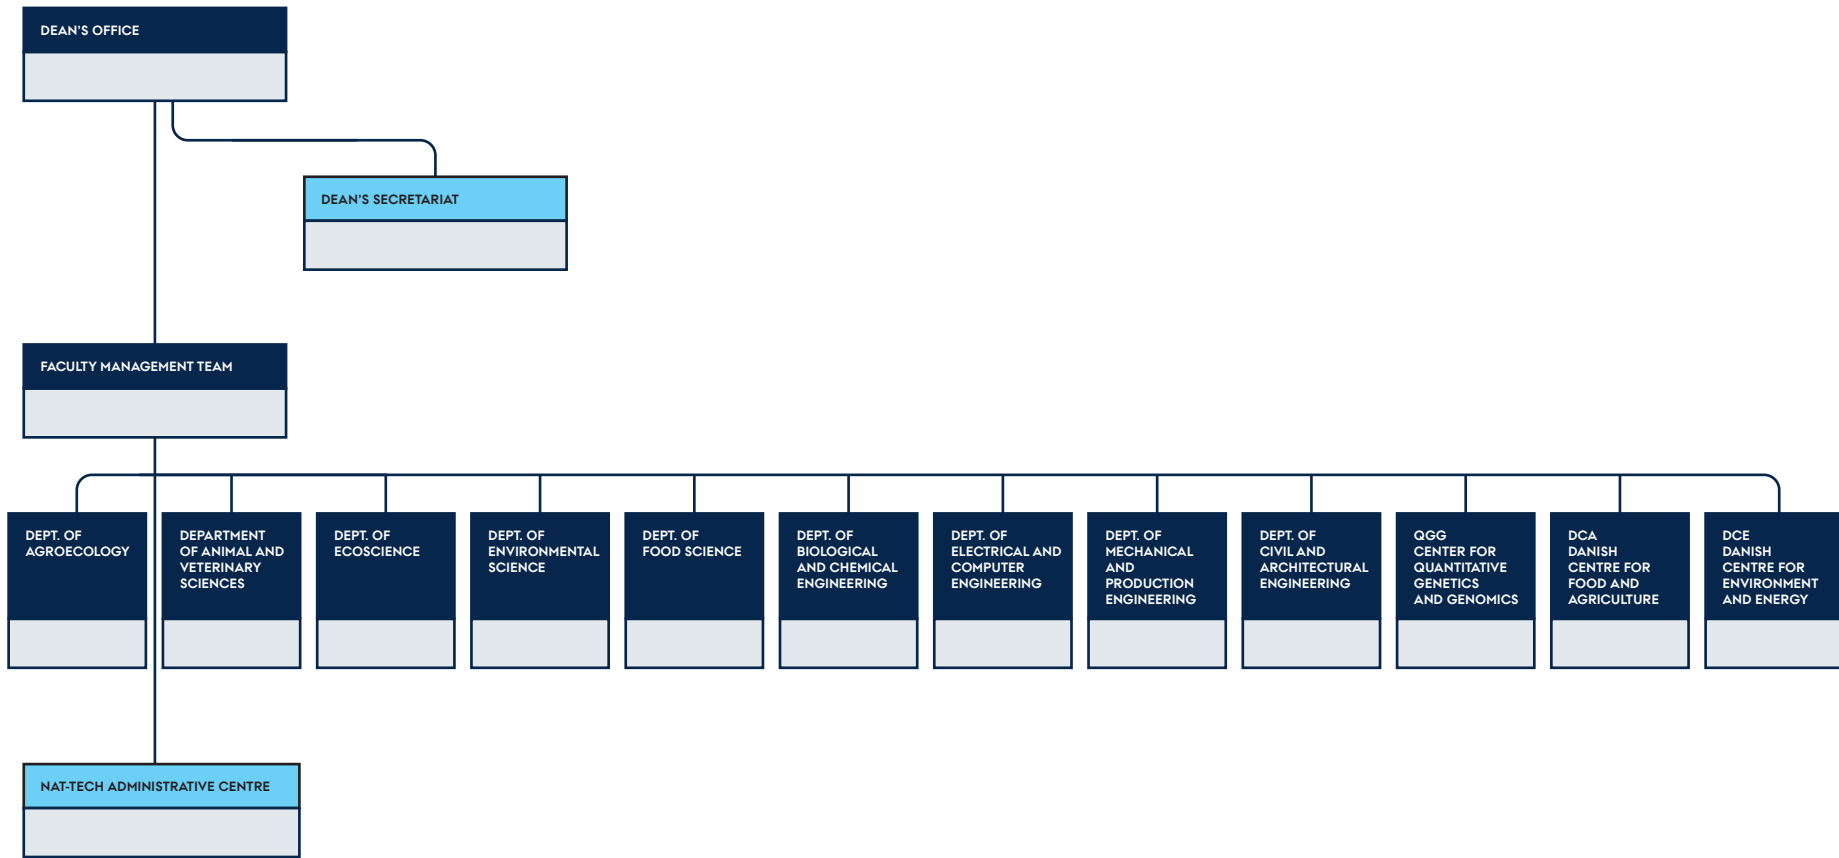 DEAN'S OFFICE
DEAN'S SECRETARIAT
FACULTY MANAGEMENT TEAM
DEPT. OF
AGROECOLOGY
DEPARTMENT
OF ANIMAL AND
VETERINARY
SCIENCES
DEPT. OF
ECOSCIENCE
DEPT. OF
ENVIRONMENTAL
SCIENCE
DEPT. OF
FOOD SCIENCE
DEPT. OF
BIOLOGICAL
AND CHEMICAL
ENGINEERING
DEPT. OF
ELECTRICAL AND
COMPUTER
ENGINEERING
DEPT. OF
MECHANICAL
AND
PRODUCTION
ENGINEERING
DEPT. OF
CIVIL AND
ARCHITECTURAL
ENGINEERING
QGG
CENTER FOR
QUANTITATIVE
GENETICS
AND GENOMICS
DCA
DANISH
CENTRE FOR
FOOD AND
AGRICULTURE
DCE
DANISH
CENTRE FOR
ENVIRONMENT
AND ENERGY
NAT-TECH ADMINISTRATIVE CENTRE